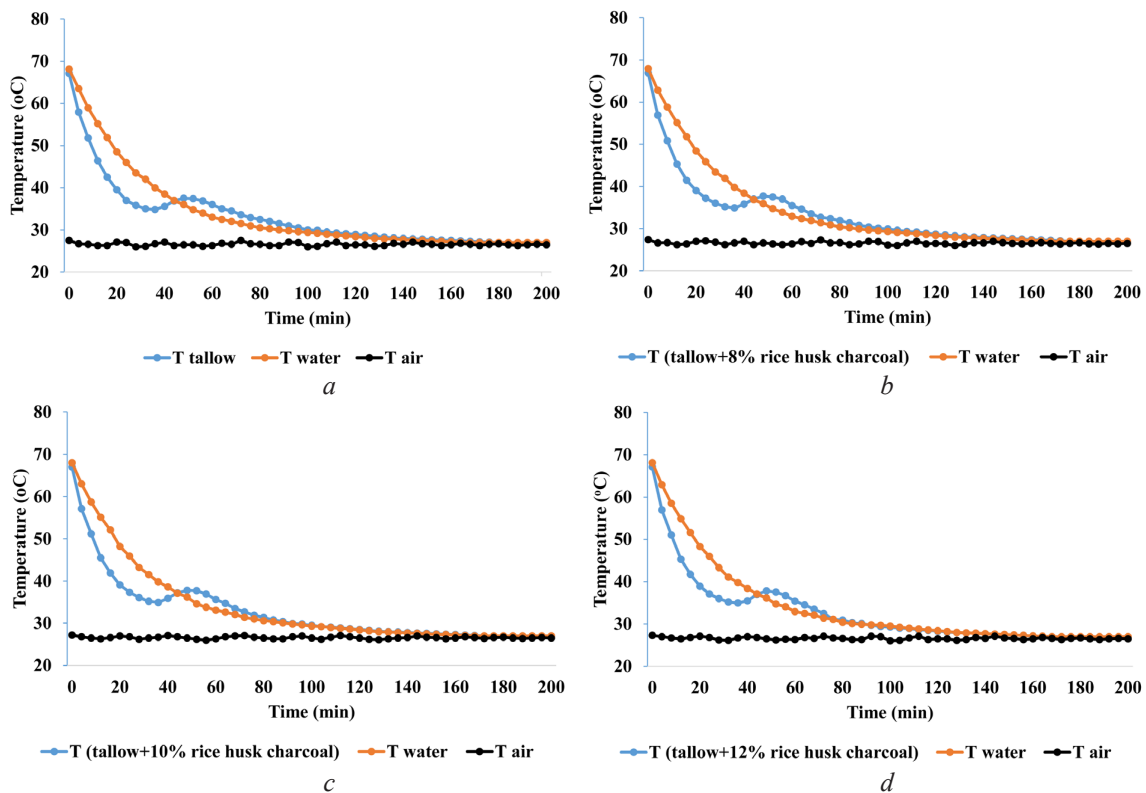 80
70
60
50
40
30
20
Temperature (oC)
0 20 40 60 80 100 120 140 160 180 200
Time (min)
T tallow T water T air
a
80
70
60
50
40
30
20
Temperature (oC)
0 20 40 60 80 100 120 140 160 180 200
Time (min)
T (tallow+8% rice husk charcoal) T water T air
b
80
70
60
50
40
30
20
Temperature (oC)
0 20 40 60 80 100 120 140 160 180 200
Time (min)
T (tallow+10% rice husk charcoal) T water T air
c
80
70
60
50
40
30
20
Temperature (ᵒC)
0 20 40 60 80 100 120 140 160 180 200
Time (min)
T (tallow+12% rice husk charcoal) T water T air
d